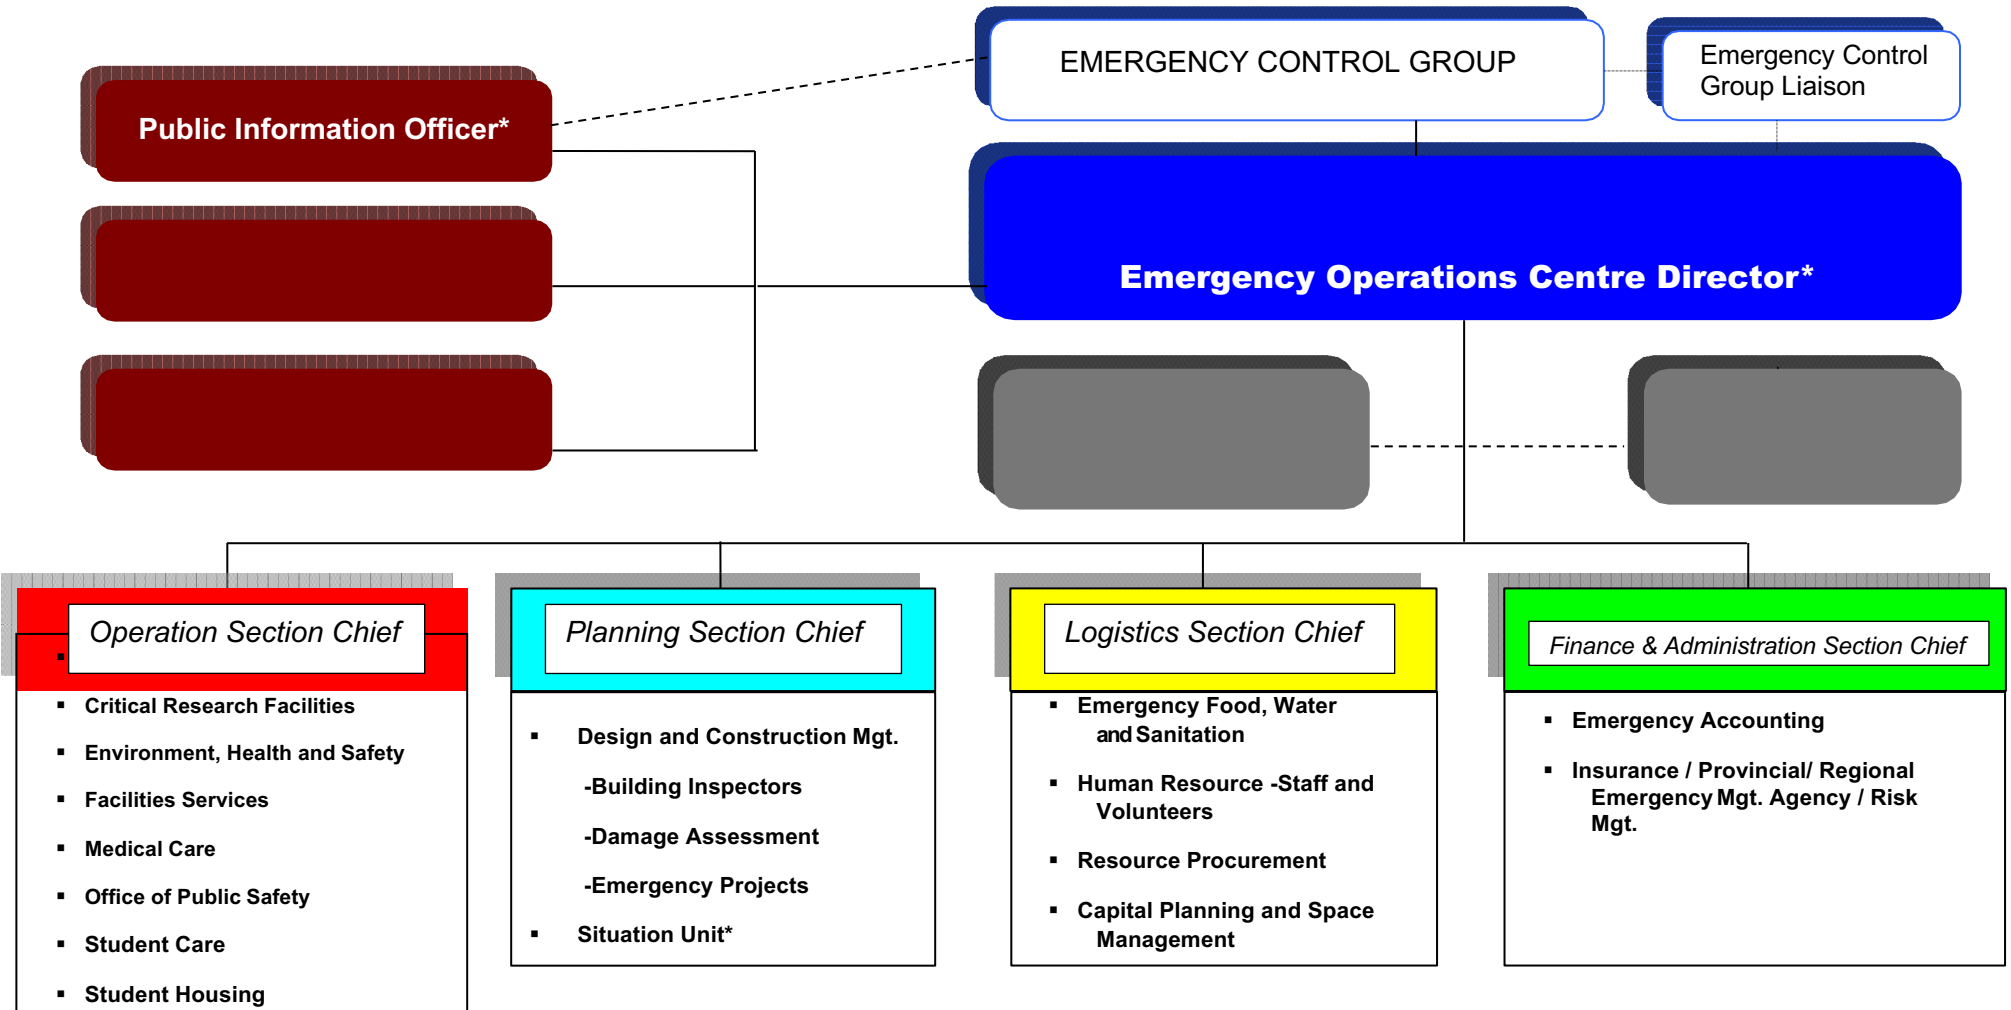 EMERGENCY CONTROL GROUP
Emergency Control
Group Liaison
Public Information Officer*
Emergency Operations Centre Director*
Operation Section Chief
▪ Critical Research Facilities
▪ Environment, Health and Safety
▪ Facilities Services
▪ Medical Care
▪ Office of Public Safety
▪ Student Care
▪ Student Housing
Planning Section Chief
▪ Design and Construction Mgt.
-Building Inspectors
-Damage Assessment
-Emergency Projects
▪ Situation Unit*
Logistics Section Chief
▪ Emergency Food, Water
and Sanitation
▪ Human Resource -Staff and
Volunteers
▪ Resource Procurement
▪ Capital Planning and Space
Management
Finance & Administration Section Chief
▪ Emergency Accounting
▪ Insurance / Provincial/ Regional
Emergency Mgt. Agency / Risk
Mgt.